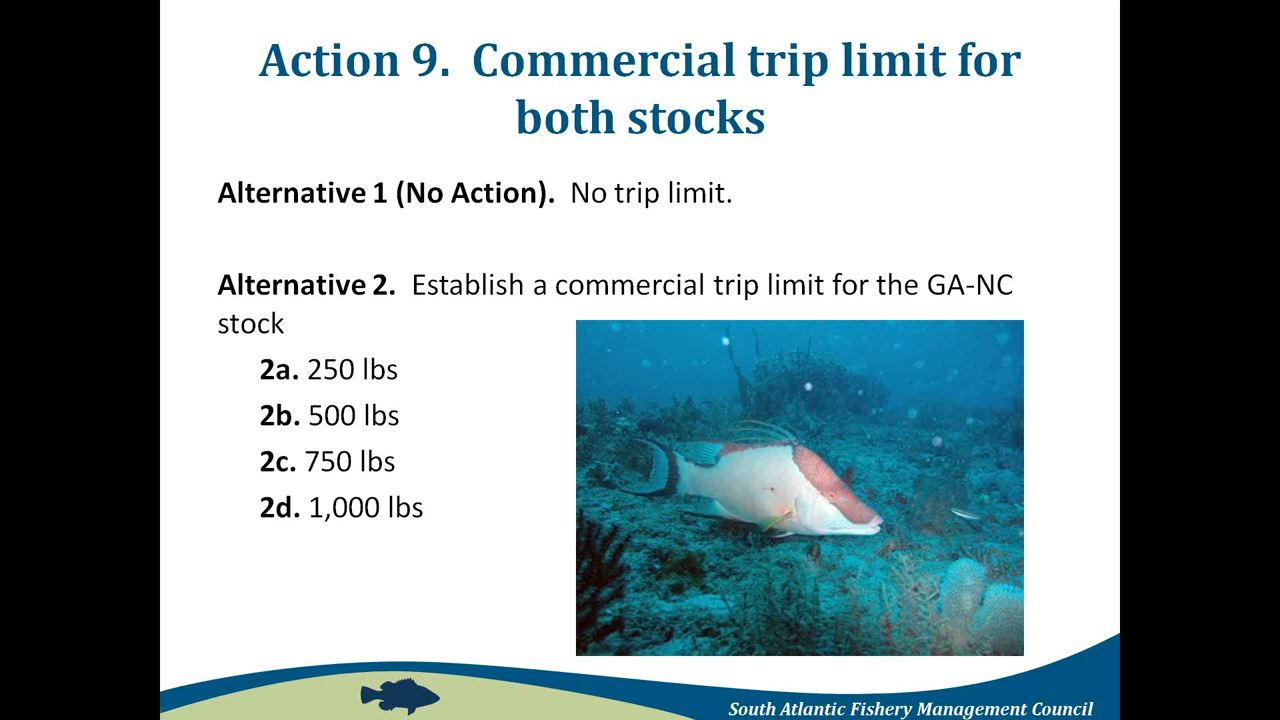 Action 9.  Commercial trip limit for
both stocks
Alternative 1 (No Action).  No trip limit.
Alternative 2.  Establish a commercial trip limit for the GA-NC
stock
2a. 250 lbs
2b. 500 lbs
2c. 750 lbs
2d. 1,000 lbs
South Atlantic Fishery Management Council